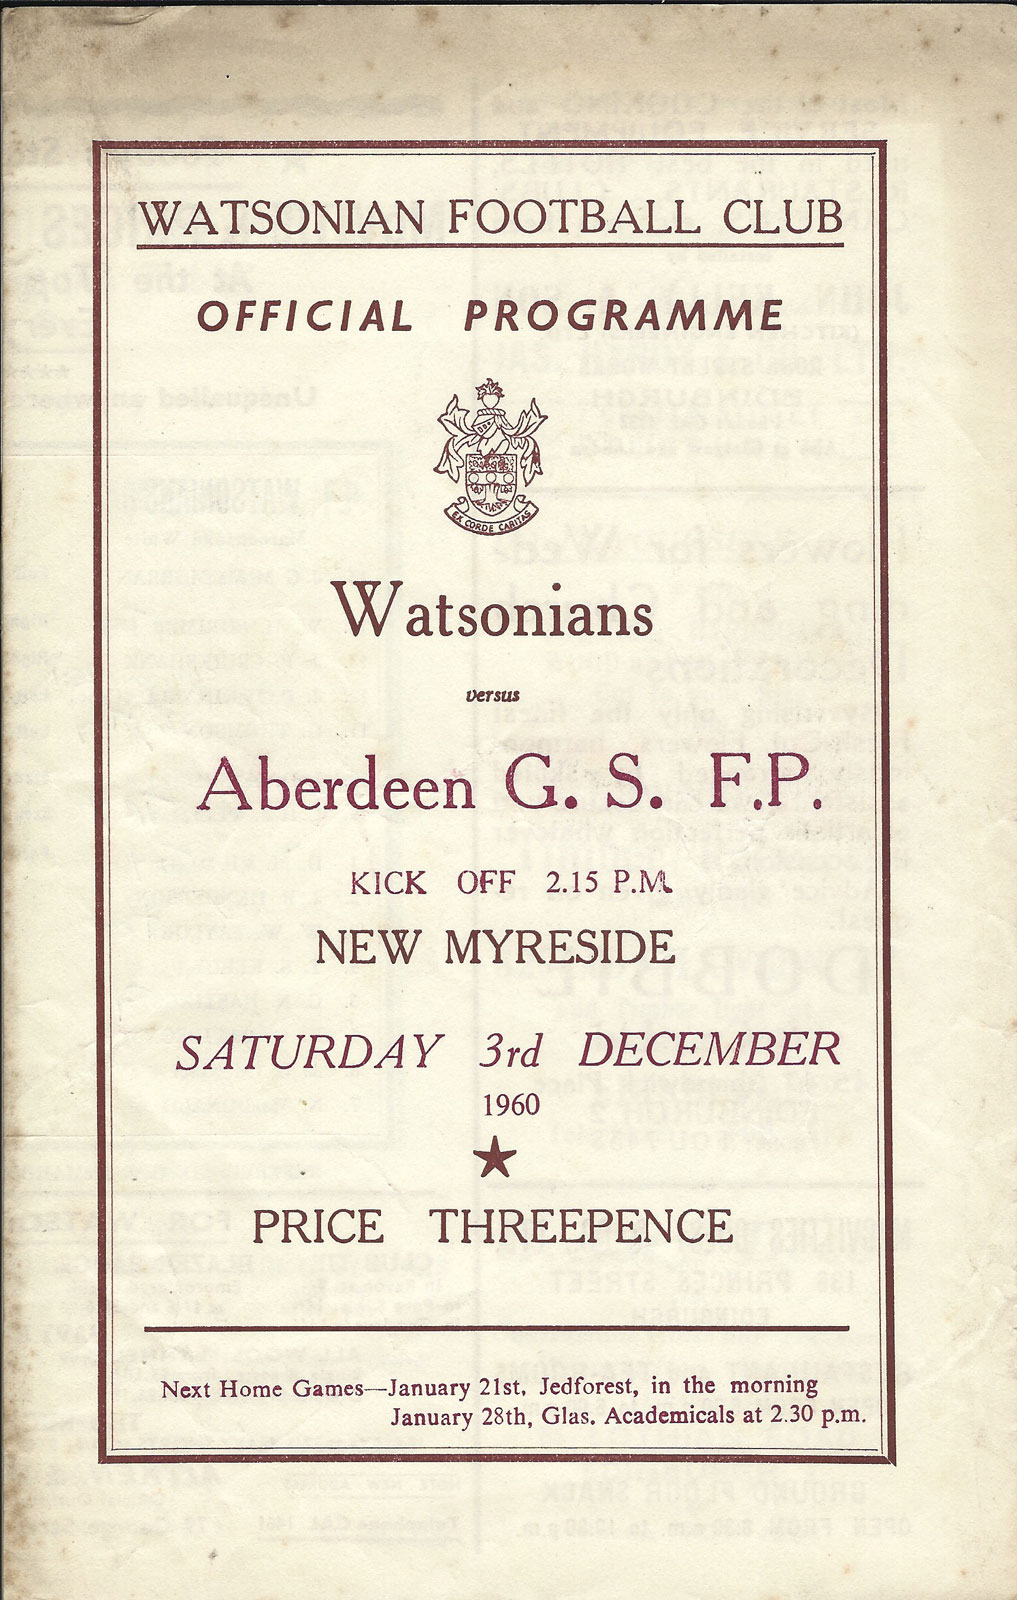 WATSONIAN FOOTBALL CLUB
OFFICIAL PROGRAMME
EX CORDE CARITAS
Watsonians
versus
Aberdeen G. S. F.P.
KICK OFF 2.15 P.M.
NEW MYRESIDE
SATURDAY 3rd DECEMBER
1960
PRICE THREEPENCE
Next Home Games—January 21st, Jedforest, in the morning
January 28th, Glas. Academicals at 2.30 p.m.